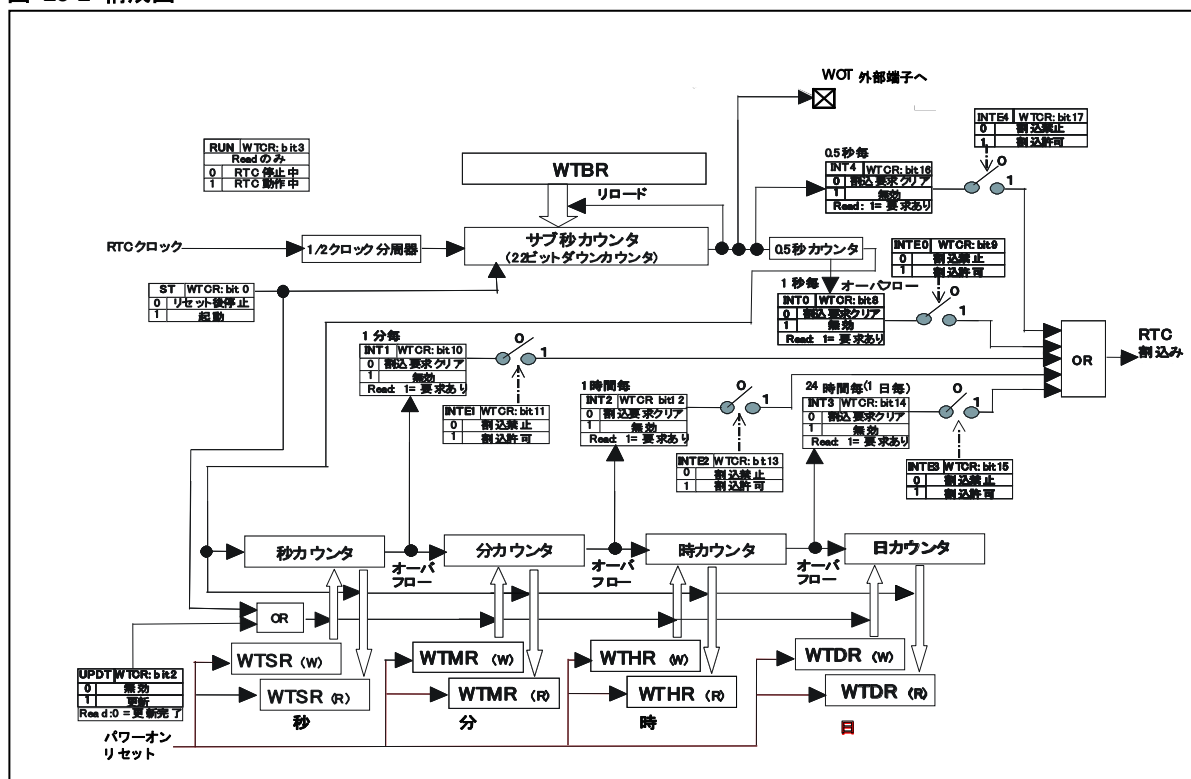 WOT 外部端子へ
INTE4 WTCR: bit17
0 割込禁止
1 割込許可
RUN WTCR: bit3
Readのみ
0 RTC 停止中
1 RTC 動作中
0.5秒毎
INT4 WTCR: bit16
0 割込要求クリア
1 無効
Read: 1= 要求あり
0
1
WTBR
リロード
RTCクロック
1/2クロック分周器
サブ秒カウンタ
(22ビットダウンカウンタ)
0.5秒カウンタ
INTE0 WTCR: bit9
0 割込禁止
1 割込許可
ST WTCR: bit 0
0 リセット後停止
1 起動
1秒毎 オーバフロー
INT0 WTCR: bit8
0 割込要求クリア
1 無効
Read: 1= 要求あり
0
1
1分毎
INT1 WTCR: bit10
0 割込要求クリア
1 無効
Read: 1= 要求あり
0
1
OR
RTC
割込み
INTE1 WTCR: bit11
0 割込禁止
1 割込許可
1時間毎
INT2 WTCR bit12
0 割込要求クリア
1 無効
Read: 1= 要求あり
0
1
24時間毎(1日毎)
INT3 WTCR: bit14
0 割込要求クリア
1 無効
Read: 1= 要求あり
0
1
INTE2 WTCR: bit13
0 割込禁止
1 割込許可
INTE3 WTCR: bit15
0 割込禁止
1 割込許可
秒カウンタ
オーバ
フロー
分カウンタ
オーバ
フロー
時カウンタ
オーバ
フロー
日カウンタ
OR
UPDT WTCR: bit2
0 無効
1 更新
Read:0 =更新完了
WTSR (W)
WTSR (R)
秒
WTMR (W)
WTMR (R)
分
WTHR (W)
WTHR (R)
時
WTDR (W)
WTDR (R)
日
パワーオン
リセット